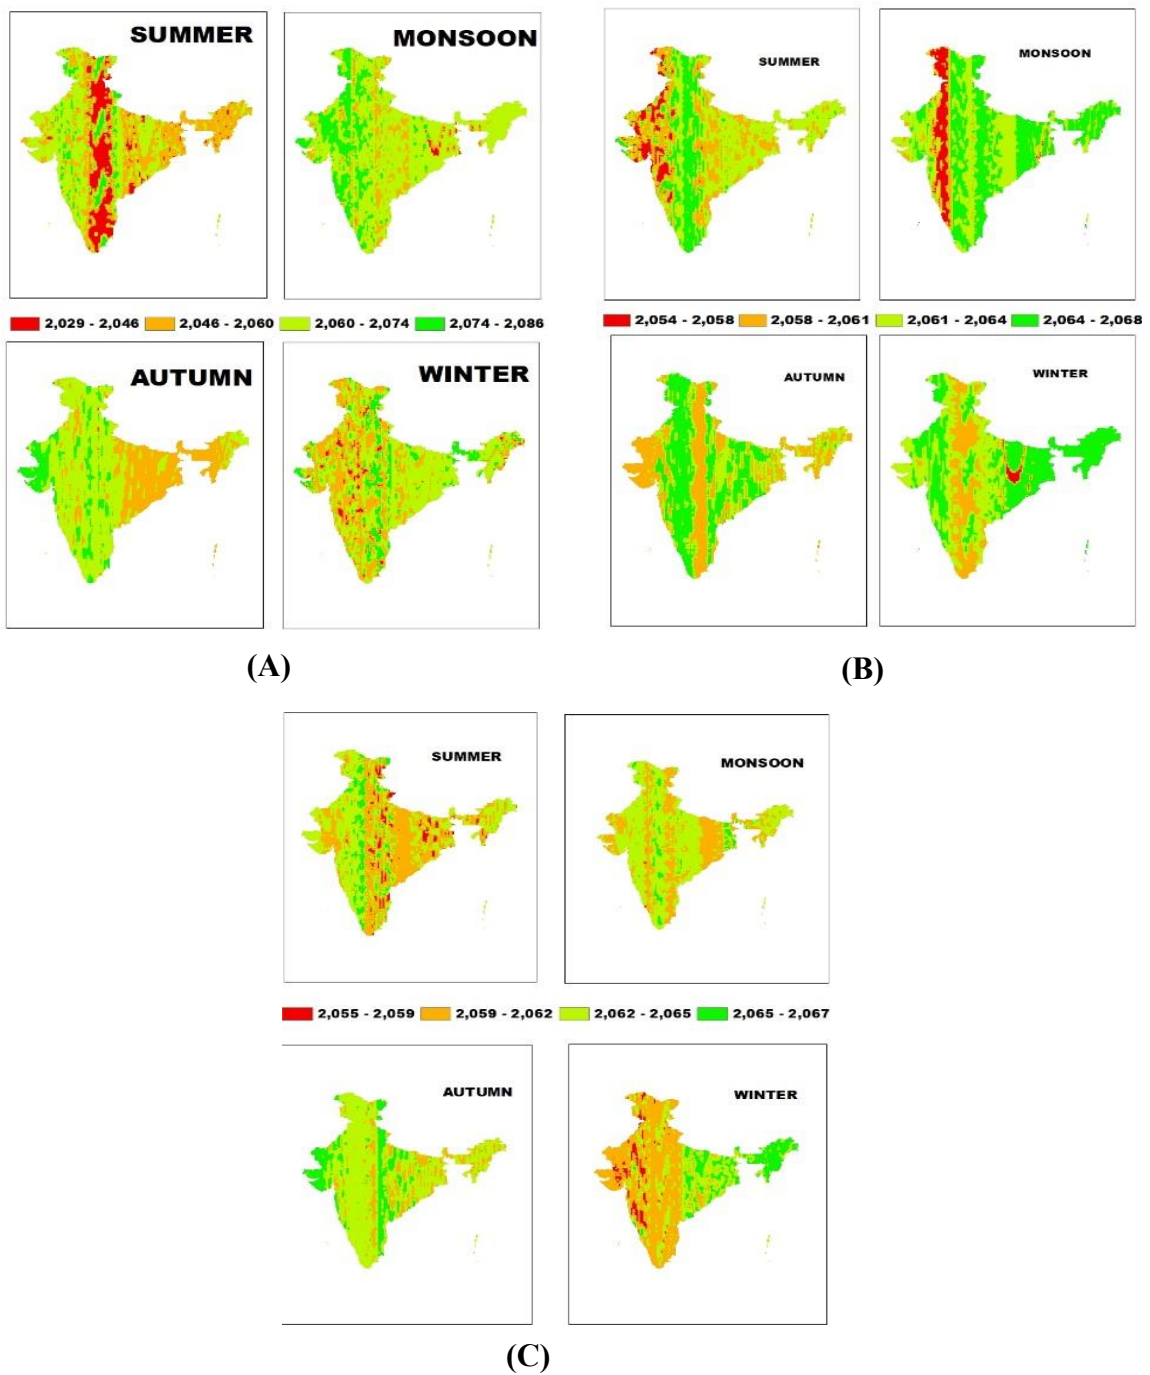 SUMMER
MONSOON
2,029 - 2,046 2,046 - 2,060 2,060 - 2,074 2,074 - 2,086
AUTUMN
WINTER
(A)
SUMMER
MONSOON
2,054 - 2,058 2,058 - 2,061 2,061 - 2,064 2,064 - 2,068
AUTUMN
WINTER
(B)
SUMMER
MONSOON
2,055 - 2,059 2,059 - 2,062 2,062 - 2,065 2,065 - 2,067
AUTUMN
WINTER
(C)